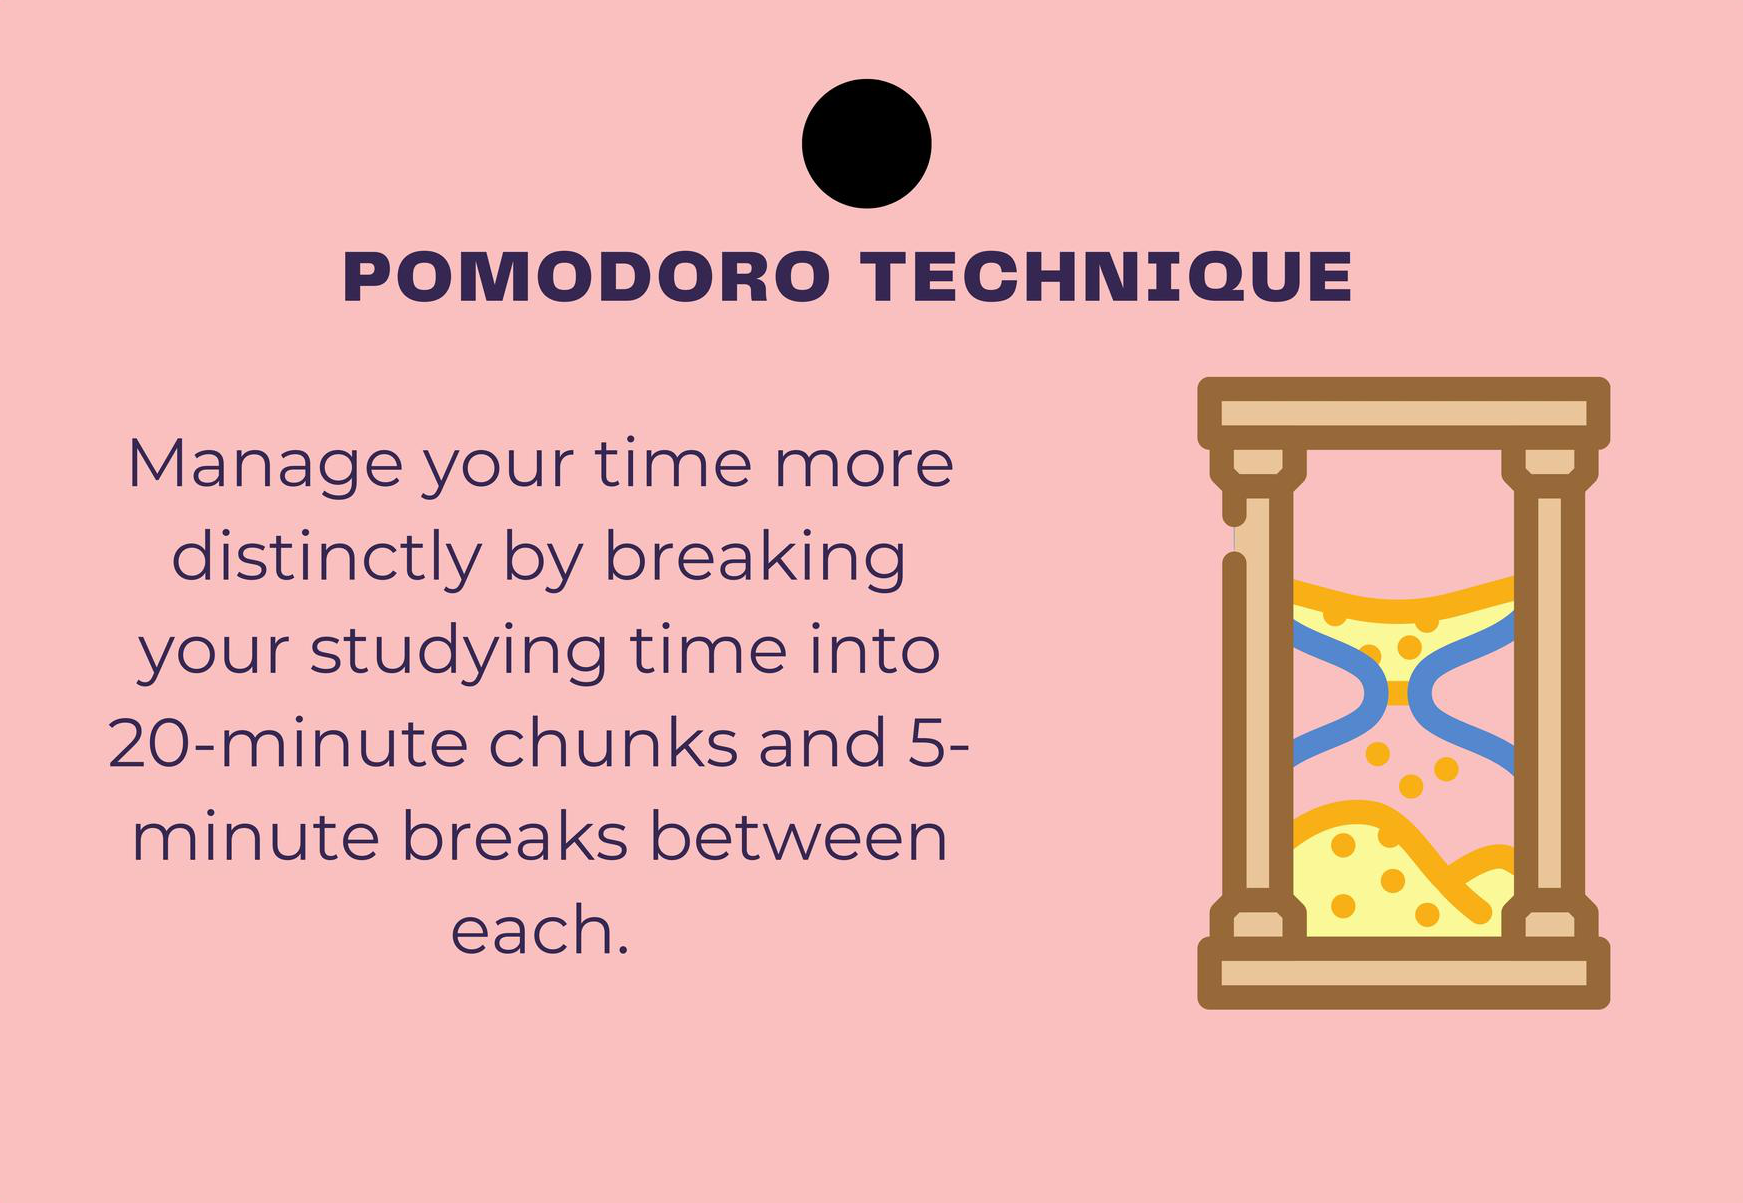 POMODORO TECHNIQUE
Manage your time more
distinctly by breaking
your studying time into
20-minute chunks and 5-
minute breaks between
each.